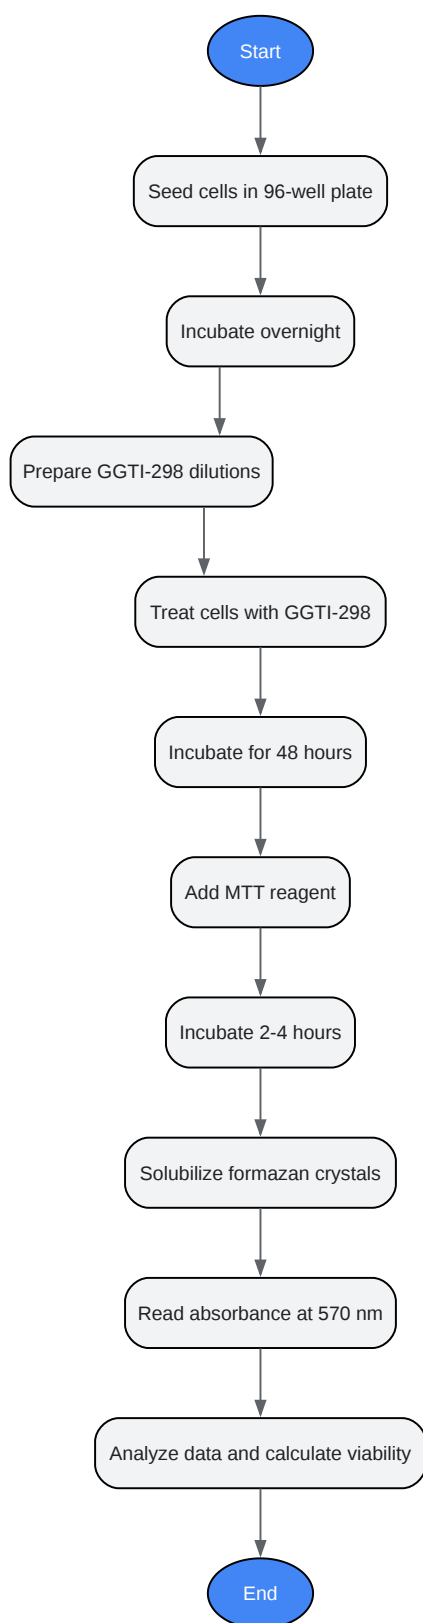 Start
Seed cells in 96-well plate
Incubate overnight
Prepare GGTI-298 dilutions
Treat cells with GGTI-298
Incubate for 48 hours
Add MTT reagent
Incubate 2-4 hours
Solubilize formazan crystals
Read absorbance at 570 nm
Analyze data and calculate viability
End